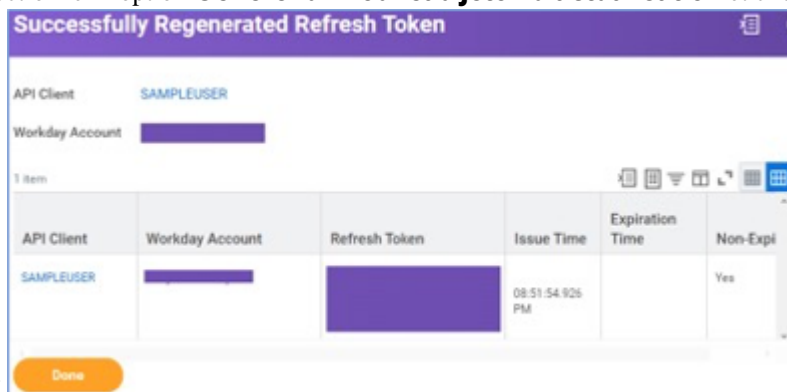 Successfully Regenerated Refresh Token
API Client SAMPLEUSER
Workday Account
1 item
API Client Workday Account Refresh Token Issue Time Expiration Time Non-Expi
SAMPLEUSER 08:51:54.926 PM Yes
Done